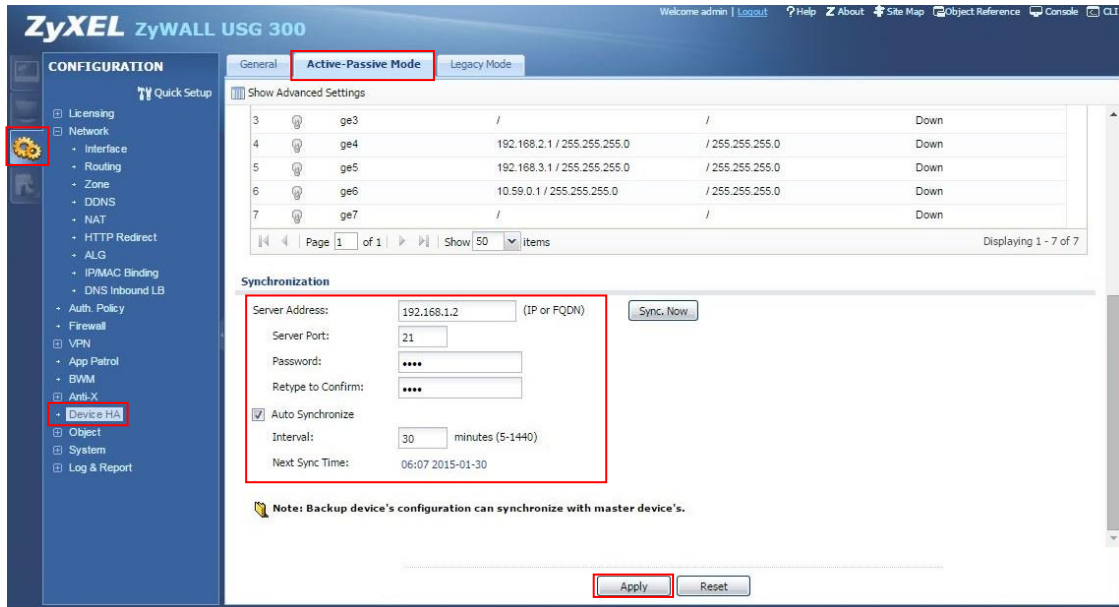 Welcome admin | Logout ?Help Z About Site Map Object Reference Console CLI
ZyXEL ZyWALL USG 300
CONFIGURATION
Quick Setup
Licensing
Network
Interface
Routing
Zone
DDNS
NAT
HTTP Redirect
ALG
IP/MAC Binding
DNS Inbound LB
Auth. Policy
Firewall
VPN
App Patrol
BWM
Anti-X
Device HA
Object
System
Log & Report
General Active-Passive Mode Legacy Mode
Show Advanced Settings
3 ge3 / / Down
4 ge4 192.168.2.1 / 255.255.255.0 / 255.255.255.0 Down
5 ge5 192.168.3.1 / 255.255.255.0 / 255.255.255.0 Down
6 ge6 10.59.0.1 / 255.255.255.0 / 255.255.255.0 Down
7 ge7 / / Down
Page 1 of 1 Show 50 items Displaying 1 - 7 of 7
Synchronization
Server Address: 192.168.1.2 (IP or FQDN) Sync. Now
Server Port: 21
Password: ••••
Retype to Confirm: ••••
Auto Synchronize
Interval: 30 minutes (5-1440)
Next Sync Time: 06:07 2015-01-30
Note: Backup device's configuration can synchronize with master device's.
Apply Reset